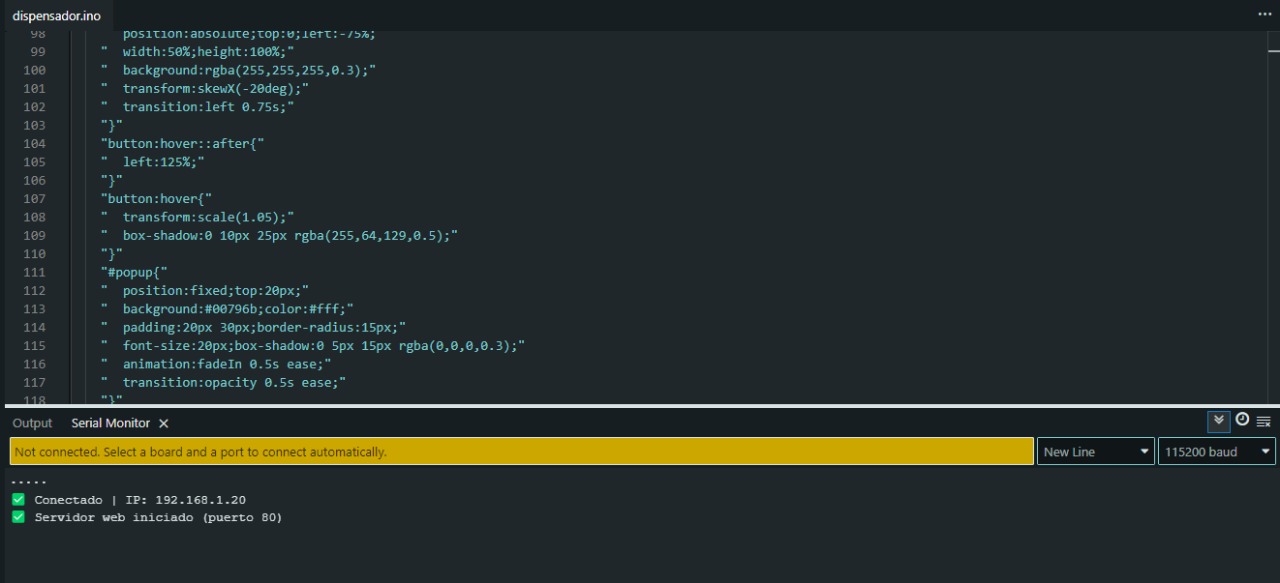 dispensador.ino
98 position:absolute;top:0;left:-75%;
99 "  width:50%;height:100%;"
100 "  background:rgba(255,255,255,0.3);"
101 "  transform:skewX(-20deg);"
102 "  transition:left 0.75s;"
103 "}"
104 "button:hover::after{"
105 "  left:125%;"
106 "}"
107 "button:hover{"
108 "  transform:scale(1.05);"
109 "  box-shadow:0 10px 25px rgba(255,64,129,0.5);"
110 "}"
111 "#popup{"
112 "  position:fixed;top:20px;"
113 "  background:#00796b;color:#fff;"
114 "  padding:20px 30px;border-radius:15px;"
115 "  font-size:20px;box-shadow:0 5px 15px rgba(0,0,0,0.3);"
116 "  animation:fadeIn 0.5s ease;"
117 "  transition:opacity 0.5s ease;"
118 "}"
Output Serial Monitor
Not connected. Select a board and a port to connect automatically. New Line 115200 baud
.....
✅ Conectado | IP: 192.168.1.20
✅ Servidor web iniciado (puerto 80)